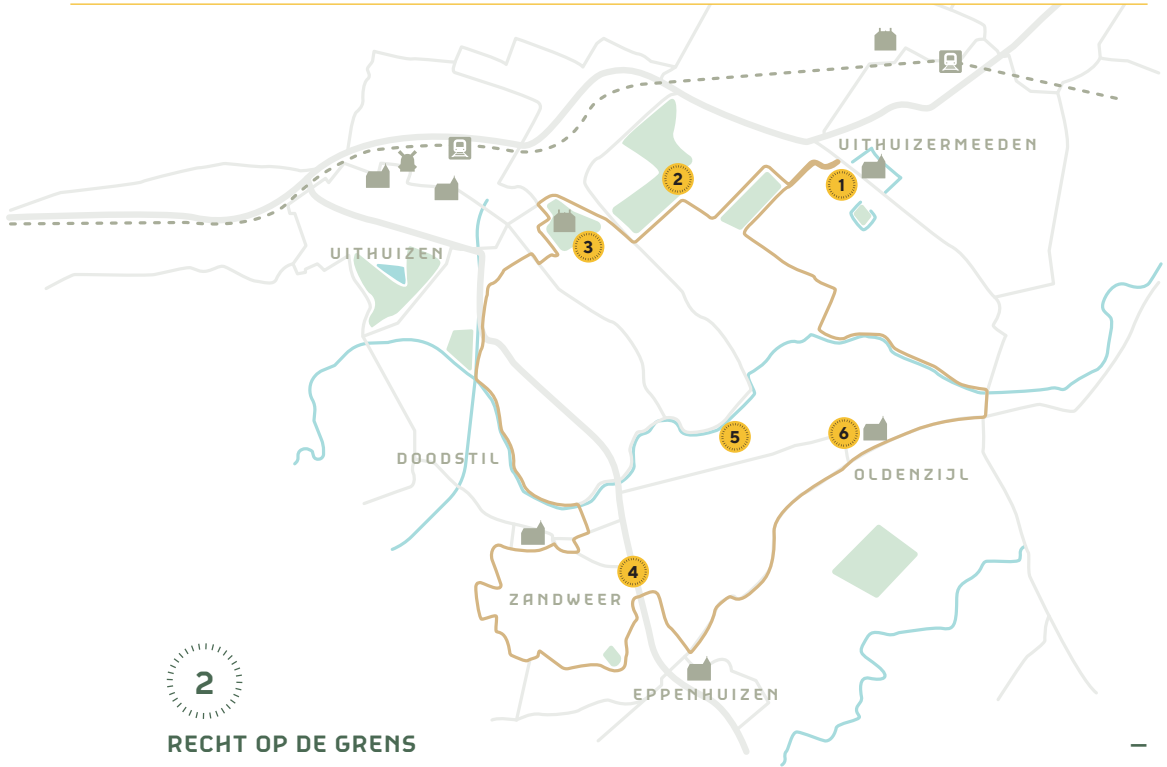 UITHUIZERMEEDEN
2
1
3
UITHUIZEN
5
6
DOODSTIL
OLDENZIJL
4
ZANDWEER
EPPENHUIZEN
2
RECHT OP DE GRENS